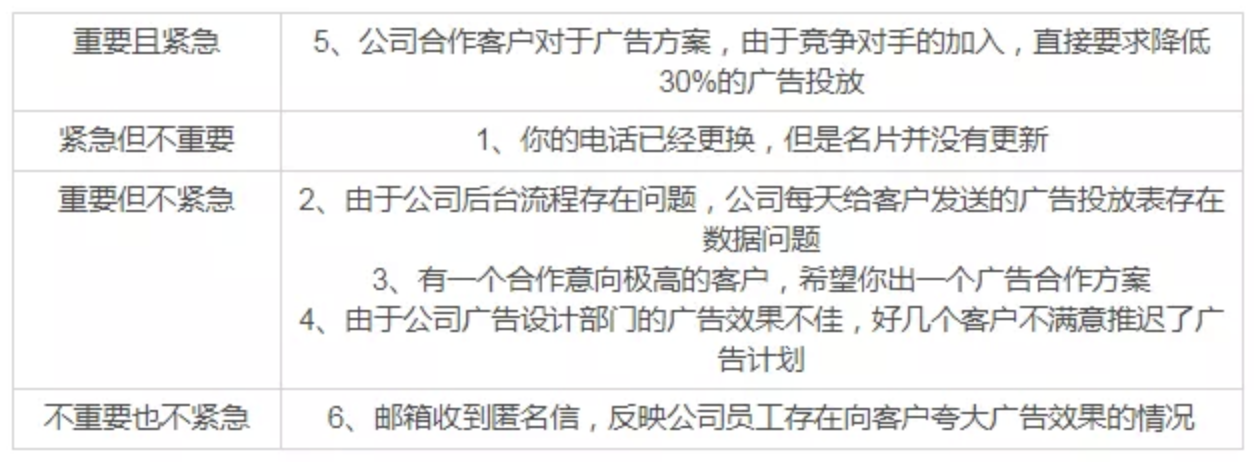 重要且紧急
5、公司合作客户对于广告方案，由于竞争对手的加入，直接要求降低
30%的广告投放
紧急但不重要
1、你的电话已经更换，但是名片并没有更新
重要但不紧急
2、由于公司后台流程存在问题，公司每天给客户发送的广告投放表存在
数据问题
3、有一个合作意向极高的客户，希望你出一个广告合作方案
4、由于公司广告设计部门的广告效果不佳，好几个客户不满意推迟了广
告计划
不重要也不紧急
6、邮箱收到匿名信，反映公司员工存在向客户夸大广告效果的情况